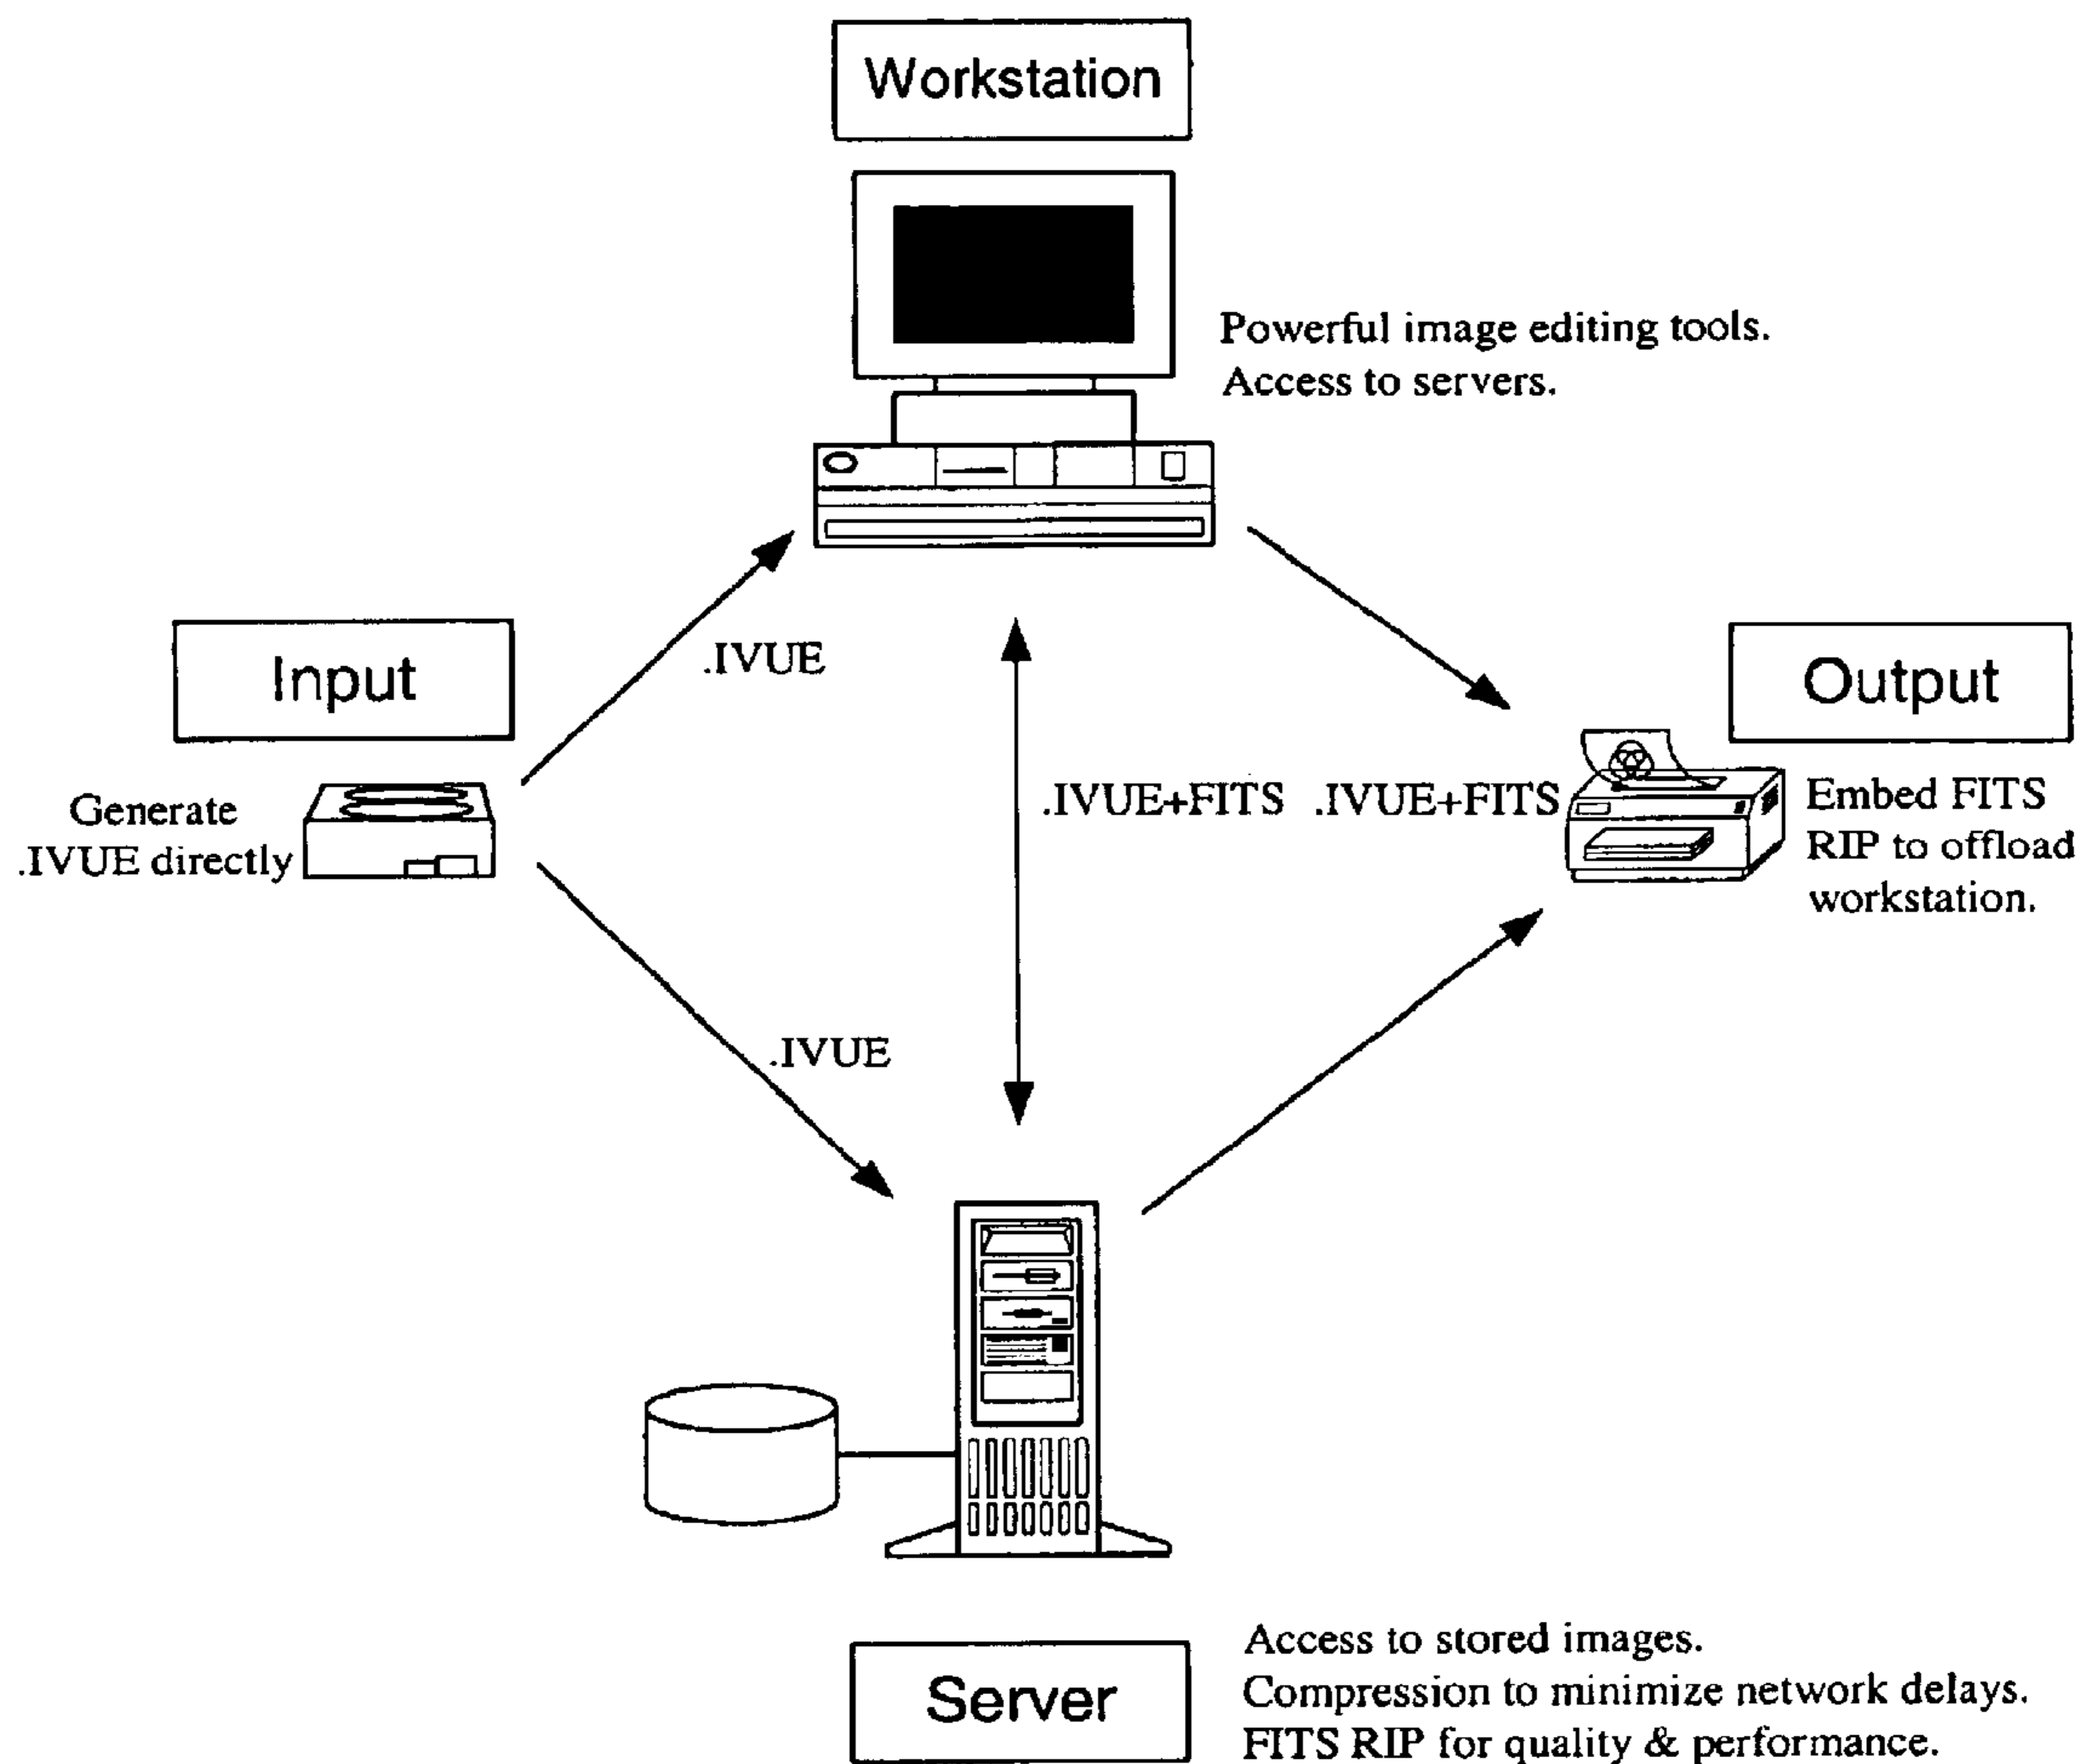 Workstation
Powerful image editing tools.
Access to servers.
.IVUE
Input
Output
Generate
.IVUE directly
.IVUE+FITS
.IVUE+FITS
Embed FITS
RIP to offload
workstation.
.IVUE
Server
Access to stored images.
Compression to minimize network delays.
FITS RIP for quality & performance.